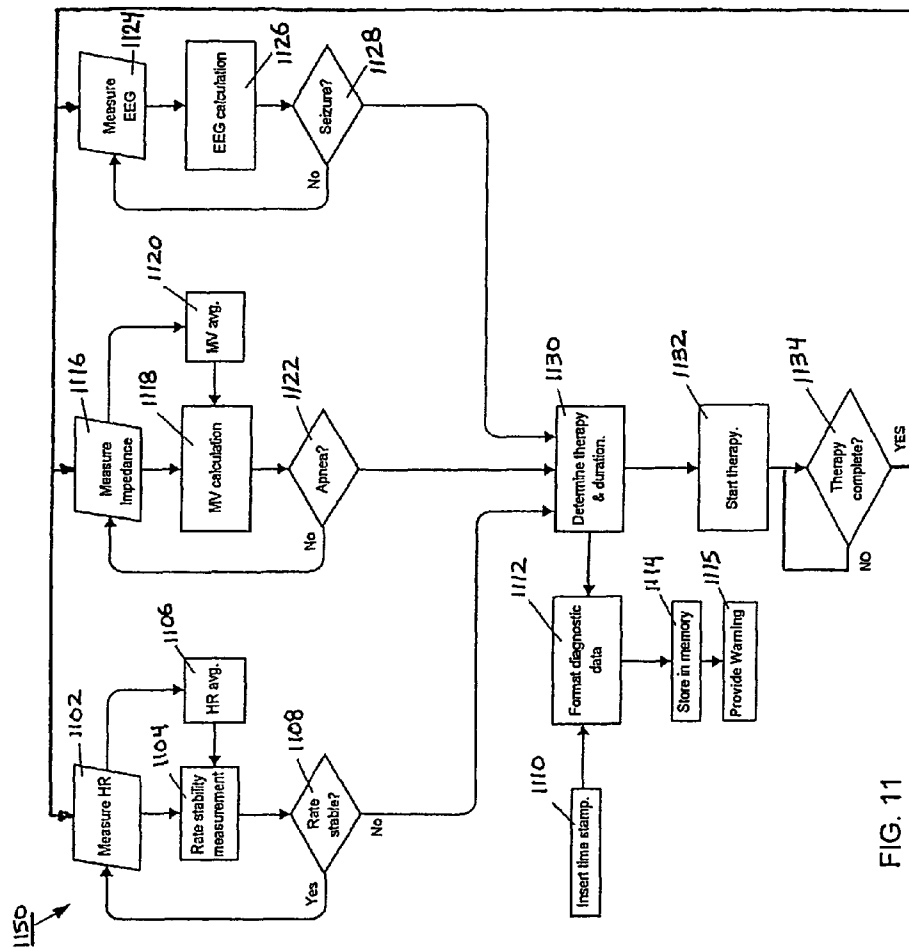 1150
1102
Measure HR
1104
Rate stability
measurement
1106
HR avg.
1108
Rate
stable?
Yes
No
1116
Measure
Impedance
1118
MV calculation
1120
MV avg.
1122
Apnea?
No
1124
Measure
EEG
1126
EEG calculation
1128
Seizure?
No
1110
Insert time stamp.
1112
Format diagnostic
data
1114
Store in memory
1115
Provide Warning
1130
Determine therapy
& duration.
1132
Start therapy.
1134
Therapy
complete?
NO
YES
FIG. 11